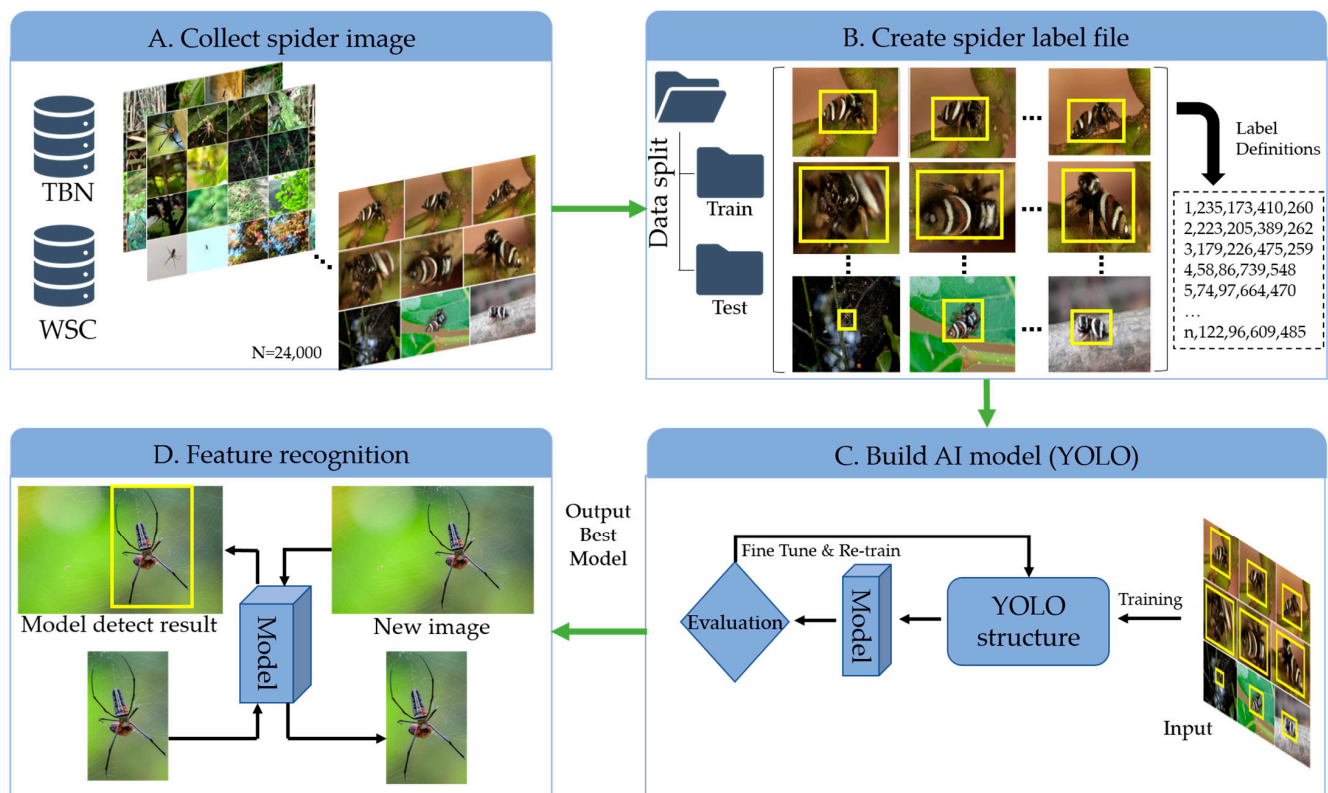 A. Collect spider image
TBN
WSC
N=24,000
B. Create spider label file
Data split
Train
Test
Label
Definitions
1,235,173,410,260
2,223,205,389,262
3,179,226,475,259
4,58,86,739,548
5,74,97,664,470
...
n,122,96,609,485
C. Build AI model (YOLO)
Fine Tune & Re-train
Evaluation
Model
YOLO
structure
Training
Input
Output
Best
Model
D. Feature recognition
Model detect result
New image
Model